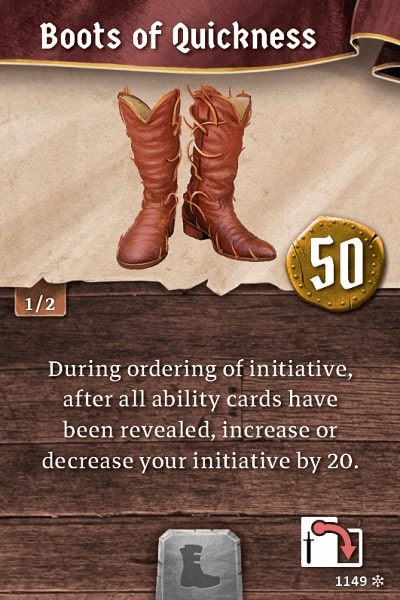 Boots of Quickness
50
1/2
During ordering of initiative,
after all ability cards have
been revealed, increase or
decrease your initiative by 20.
1149 ✻